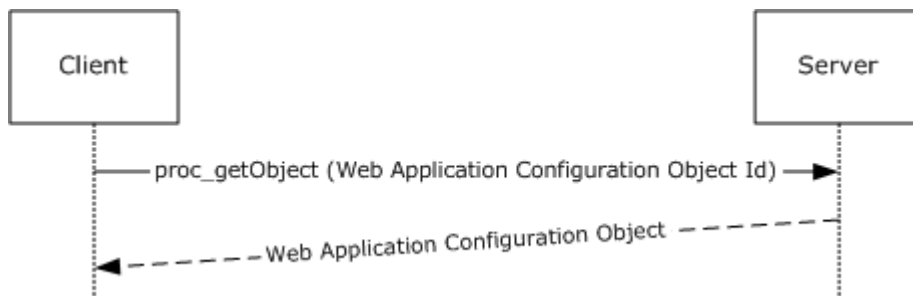 Client
Server
proc_getObject (Web Application Configuration Object Id)
Web Application Configuration Object